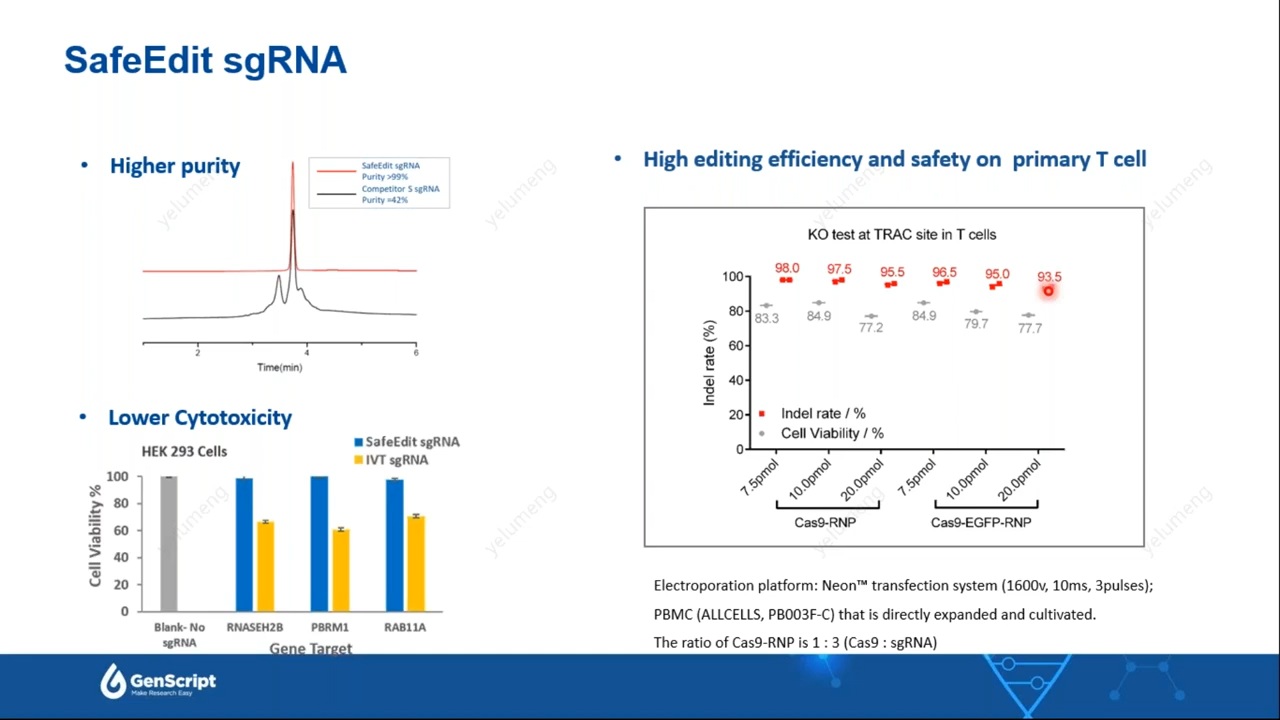 SafeEdit sgRNA
• Higher purity
SafeEdit sgRNA
Purity >99%
Competitor S sgRNA
Purity ≈42%
2
4
6
Time(min)
• Lower Cytotoxicity
HEK 293 Cells
SafeEdit sgRNA
IVT sgRNA
Cell Viability %
100
80
60
40
20
0
Blank- No
sgRNA
RNASEH2B
PBRM1
RAB11A
Gene Target
• High editing efficiency and safety on primary T cell
KO test at TRAC site in T cells
98.0
97.5
95.5
96.5
95.0
93.5
83.3
84.9
77.2
84.9
79.7
77.7
Indel rate (%)
100
80
60
40
20
0
Indel rate / %
Cell Viability / %
7.5pmol
10.0pmol
20.0pmol
7.5pmol
10.0pmol
20.0pmol
Cas9-RNP
Cas9-EGFP-RNP
Electroporation platform: Neon™ transfection system (1600v, 10ms, 3pulses);
PBMC (ALLCELLS, PB003F-C) that is directly expanded and cultivated.
The ratio of Cas9-RNP is 1 : 3 (Cas9 : sgRNA)
GenScript
Make Research Easy
yelumeng
yelumeng
yelumeng
yelumeng
yelumeng
yelumeng
yelumeng
yelumeng